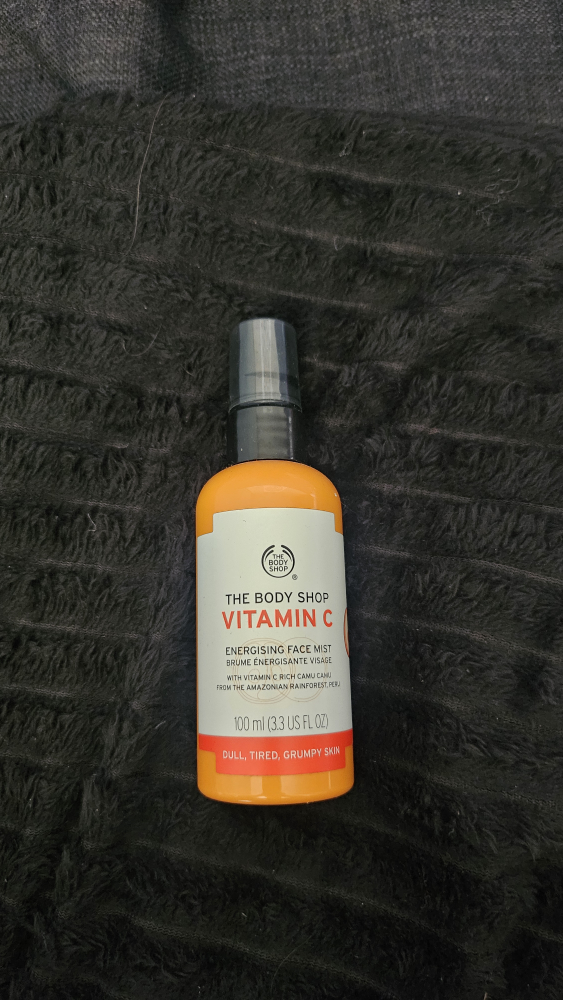 THE
BODY
SHOP
®
THE BODY SHOP
VITAMIN C
ENERGISING FACE MIST
BRUME ÉNERGISANTE VISAGE
WITH VITAMIN C RICH CAMU CAMU
FROM THE AMAZONIAN RAINFOREST, PERU
100 ml (3.3 US FL OZ)
DULL, TIRED, GRUMPY SKIN